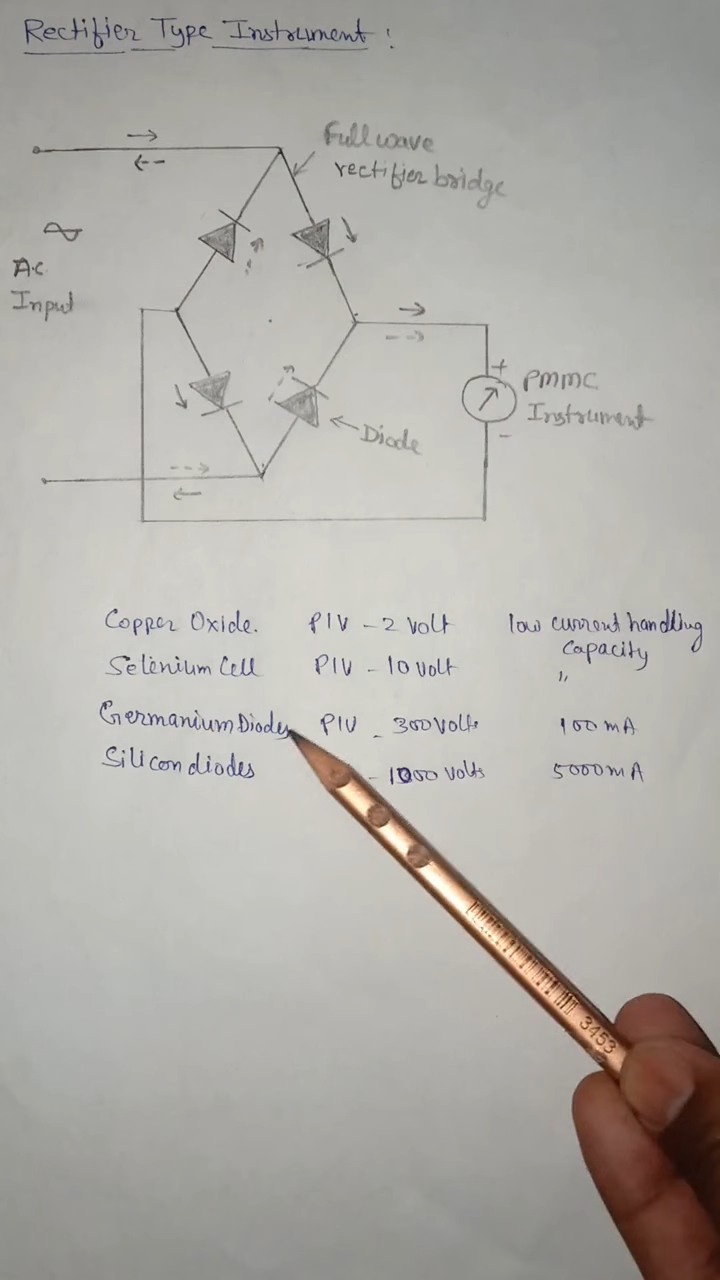 Rectifier Type Instrument :
Full wave
rectifier bridge
A.C.
Input
+
PMMC
Instrument
-
Diode
Copper Oxide. PIV - 2 Volt low current handling
Capacity
Selenium Cell PIV - 10 Volt "
Germanium Diodes PIV - 300 Volts 100 mA
Silicon diodes - 1000 Volts 5000 mA
3453